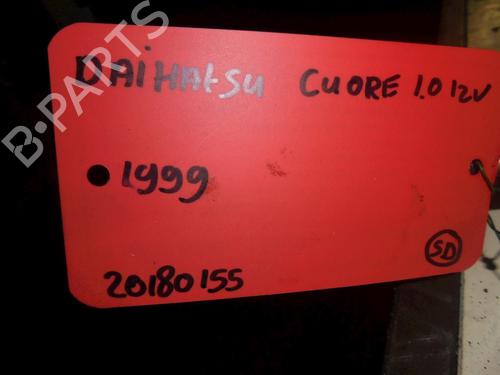 DAIHAtSU CUORE 1.0 12V
1999
SD
20180155
B-PARTS